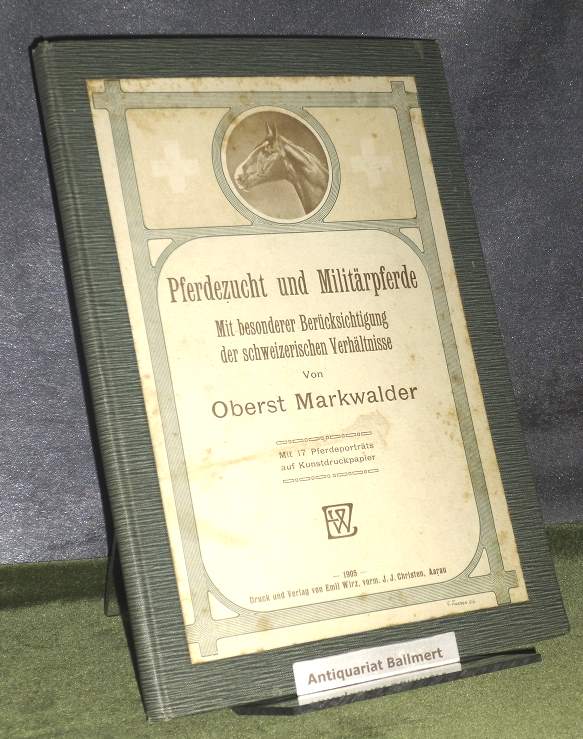 Pferdezucht und Militärpferde
Mit besonderer Berücksichtigung
der schweizerischen Verhältnisse
Von
Oberst Markwalder
Mit 17 Pferdeporträts
auf Kunstdruckpapier
EW
— 1905 —
Druck und Verlag von Emil Wirz, vorm. J. J. Christen, Aarau
Antiquariat Ballmert